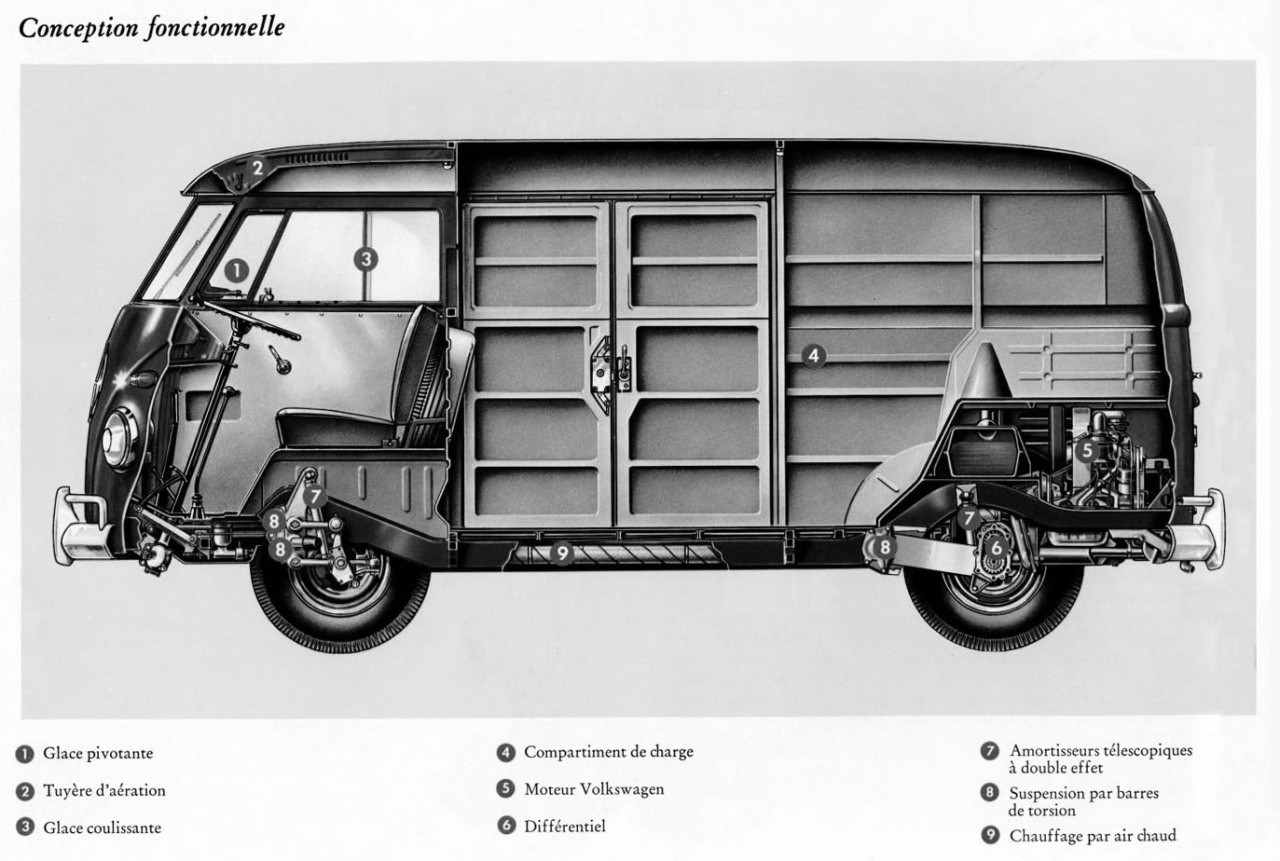 Conception fonctionnelle
2
1
3
4
5
7
8
8
7
8
6
9
1 Glace pivotante
2 Tuyère d'aération
3 Glace coulissante
4 Compartiment de charge
5 Moteur Volkswagen
6 Différentiel
7 Amortisseurs télescopiques
à double effet
8 Suspension par barres
de torsion
9 Chauffage par air chaud